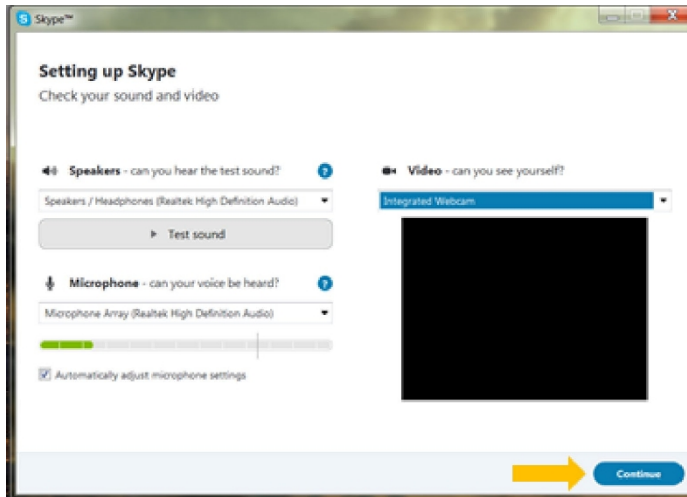 Skype™
Setting up Skype
Check your sound and video
Speakers - can you hear the test sound?
Speakers / Headphones (Realtek High Definition Audio)
Test sound
Microphone - can your voice be heard?
Microphone Array (Realtek High Definition Audio)
Automatically adjust microphone settings
Video - can you see yourself?
Integrated Webcam
Continue